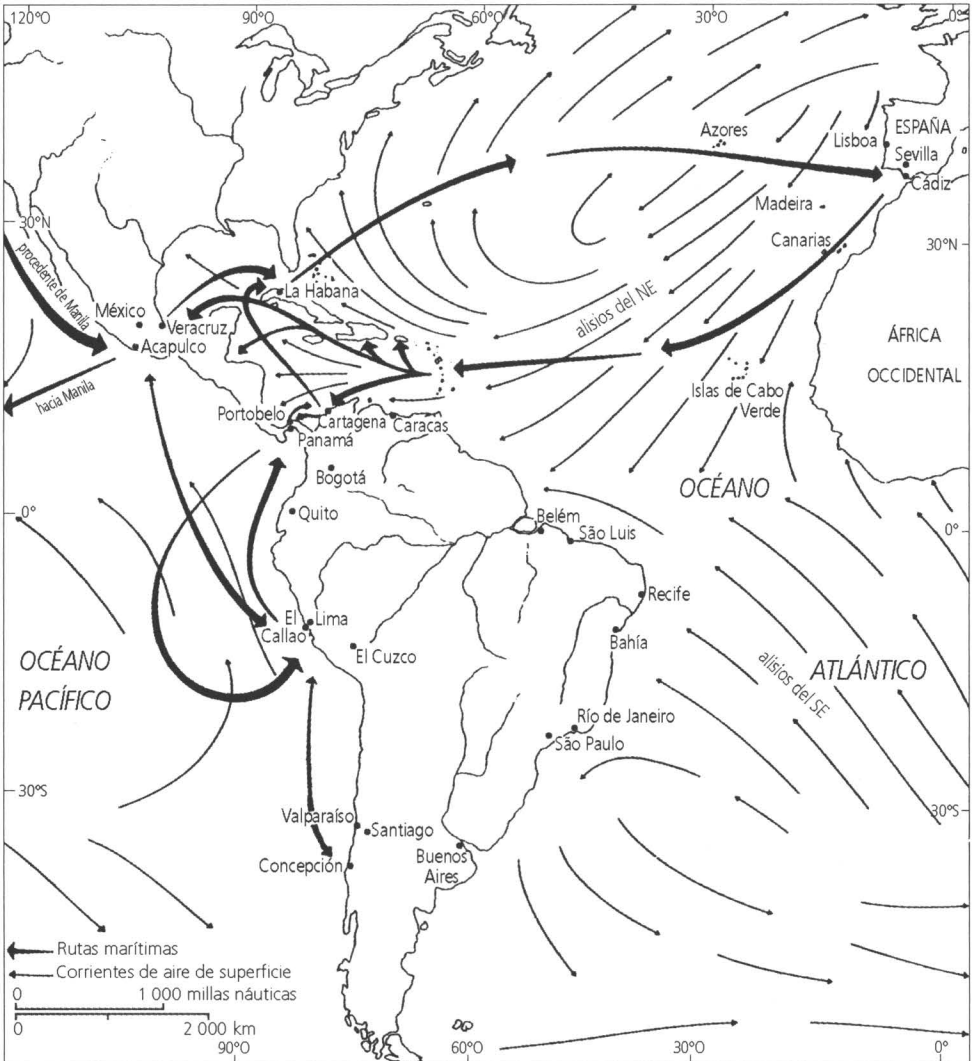 120°O 90°O 60°O 30°O 0°
ESPAÑA
Azores
Lisboa
Sevilla
Cádiz
Madeira
30°N
Canarias
30°N
procedente de Manila
La Habana
alisios del NE
México
Veracruz
Acapulco
ÁFRICA
OCCIDENTAL
hacia Manila
Islas de Cabo
Verde
Portobelo
Cartagena
Caracas
Panamá
Bogotá
OCÉANO
0°
Quito
Belém
0°
São Luis
Recife
El
Callao
Lima
Bahía
El Cuzco
OCÉANO
PACÍFICO
ATLÁNTICO
alisios del SE
Río de Janeiro
São Paulo
30°S
30°S
Valparaíso
Santiago
Concepción
Buenos
Aires
Rutas marítimas
Corrientes de aire de superficie
0 1 000 millas náuticas
0 2 000 km
90°O 60°O 30°O 0°